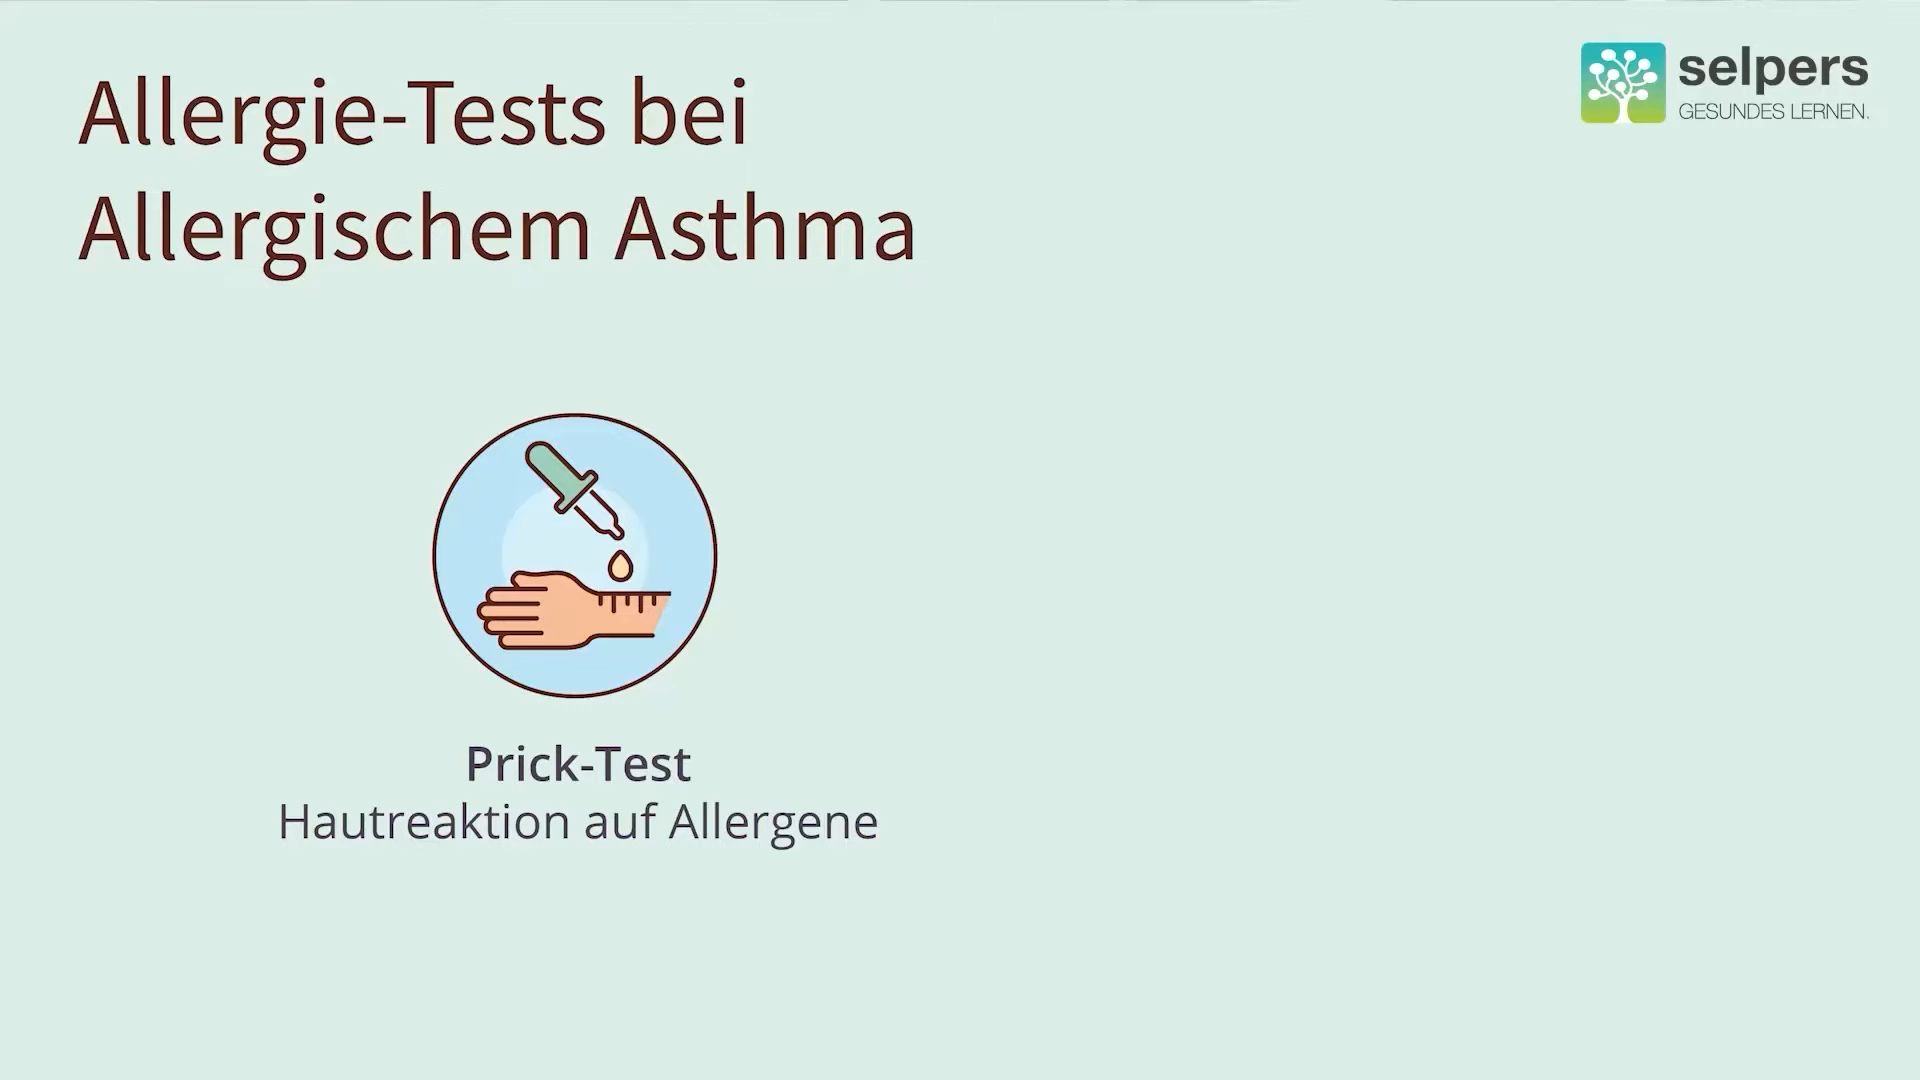 Allergie-Tests bei
Allergischem Asthma
selpers
GESUNDES LERNEN.
Prick-Test
Hautreaktion auf Allergene